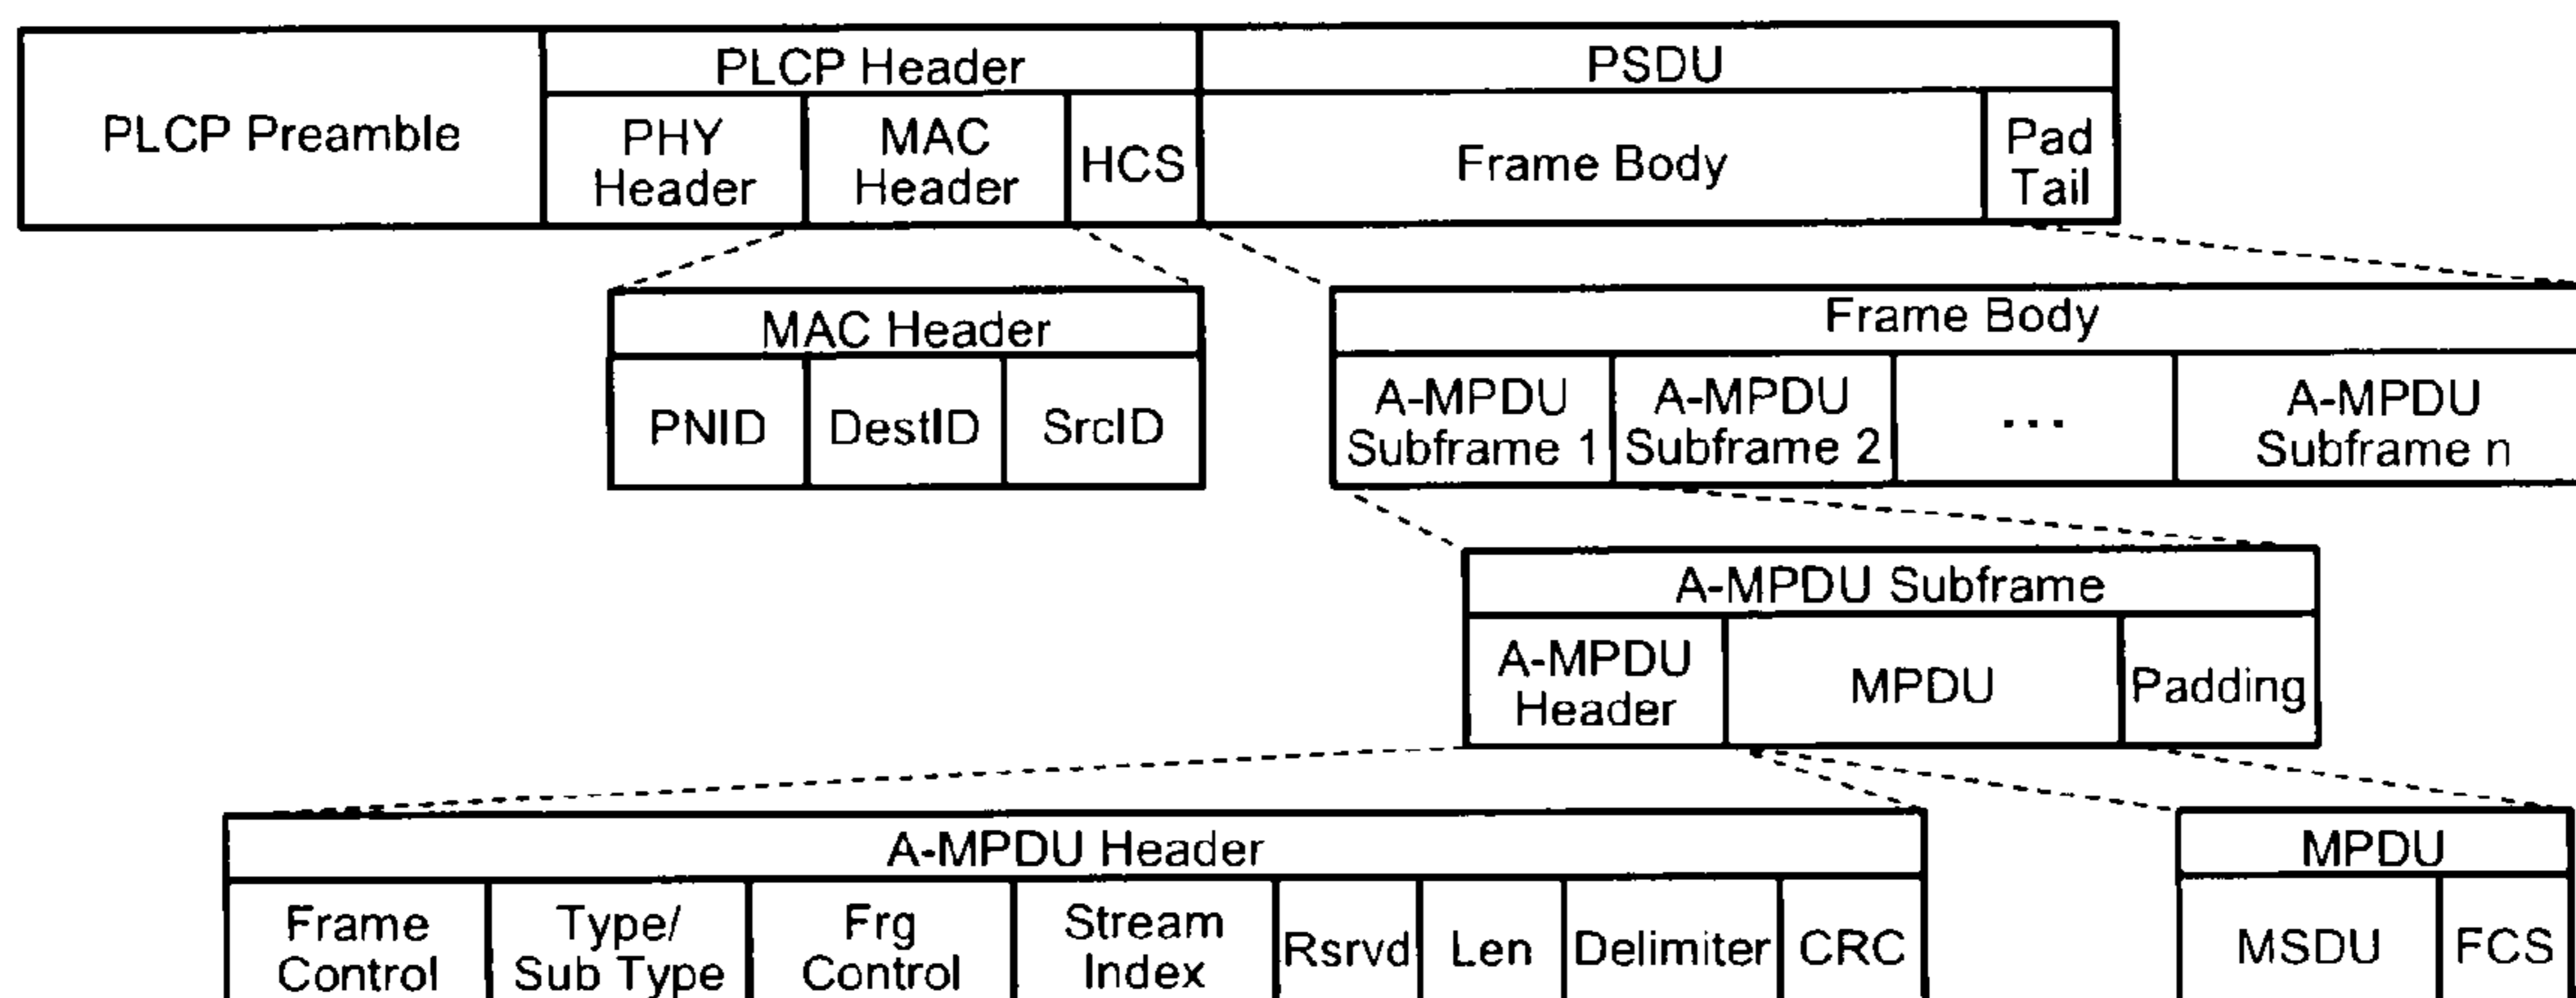 PLCP Preamble
PLCP Header
PSDU
PHY
Header
MAC
Header
HCS
Frame Body
Pad
Tail
MAC Header
PNID
DestID
SrcID
Frame Body
A-MPDU
Subframe 1
A-MPDU
Subframe 2
...
A-MPDU
Subframe n
A-MPDU Subframe
A-MPDU
Header
MPDU
Padding
A-MPDU Header
Frame
Control
Type/
Sub Type
Frg
Control
Stream
Index
Rsrvd
Len
Delimiter
CRC
MPDU
MSDU
FCS